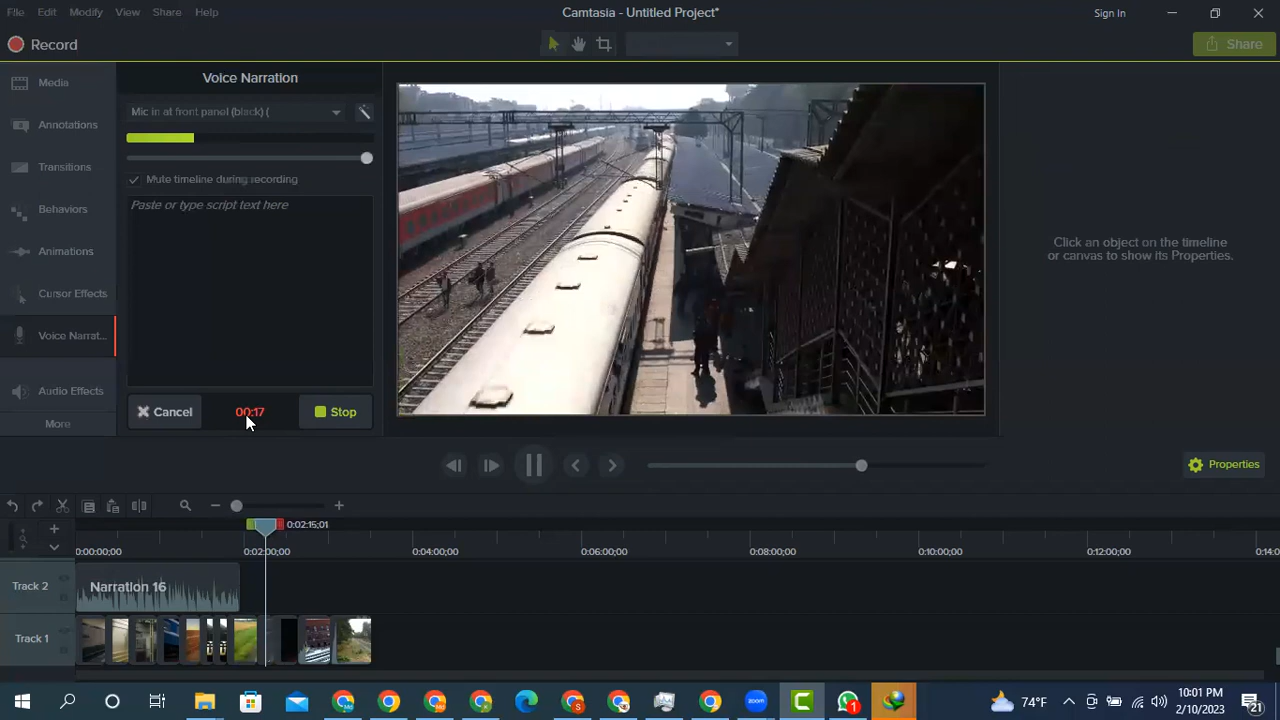 File Edit Modify View Share Help
Camtasia - Untitled Project*
Sign In
Record
Share
Media
Annotations
Transitions
Behaviors
Animations
Cursor Effects
Voice Narrat...
Audio Effects
More
Voice Narration
Mic in at front panel (black) (
Mute timeline during recording
Paste or type script text here
Cancel
00:17
Stop
Click an object on the timeline
or canvas to show its Properties.
Properties
0:02:15;01
0:00:00;00 0:02:00;00 0:04:00;00 0:06:00;00 0:08:00;00 0:10:00;00 0:12:00;00 0:14:0
Track 2
Narration 16
Track 1
74°F
10:01 PM
2/10/2023
21